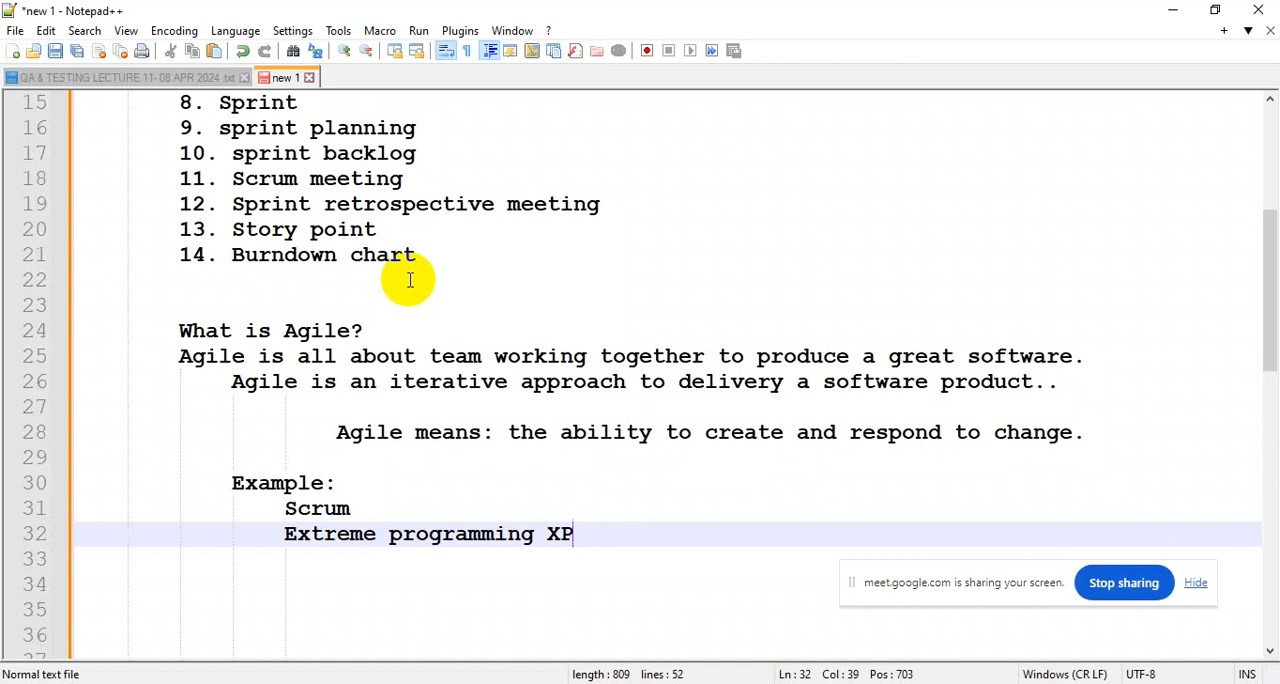 *new 1 - Notepad++
File Edit Search View Encoding Language Settings Tools Macro Run Plugins Window ?
QA & TESTING LECTURE 11- 08 APR 2024 .txt new 1
15 8. Sprint
16 9. sprint planning
17 10. sprint backlog
18 11. Scrum meeting
19 12. Sprint retrospective meeting
20 13. Story point
21 14. Burndown chart
22
23
24 What is Agile?
25 Agile is all about team working together to produce a great software.
26 Agile is an iterative approach to delivery a software product..
27
28 Agile means: the ability to create and respond to change.
29
30 Example:
31 Scrum
32 Extreme programming XP
33
meet.google.com is sharing your screen. Stop sharing Hide
34
35
36
37
Normal text file length : 809 lines : 52 Ln : 32 Col : 39 Pos : 703 Windows (CR LF) UTF-8 INS